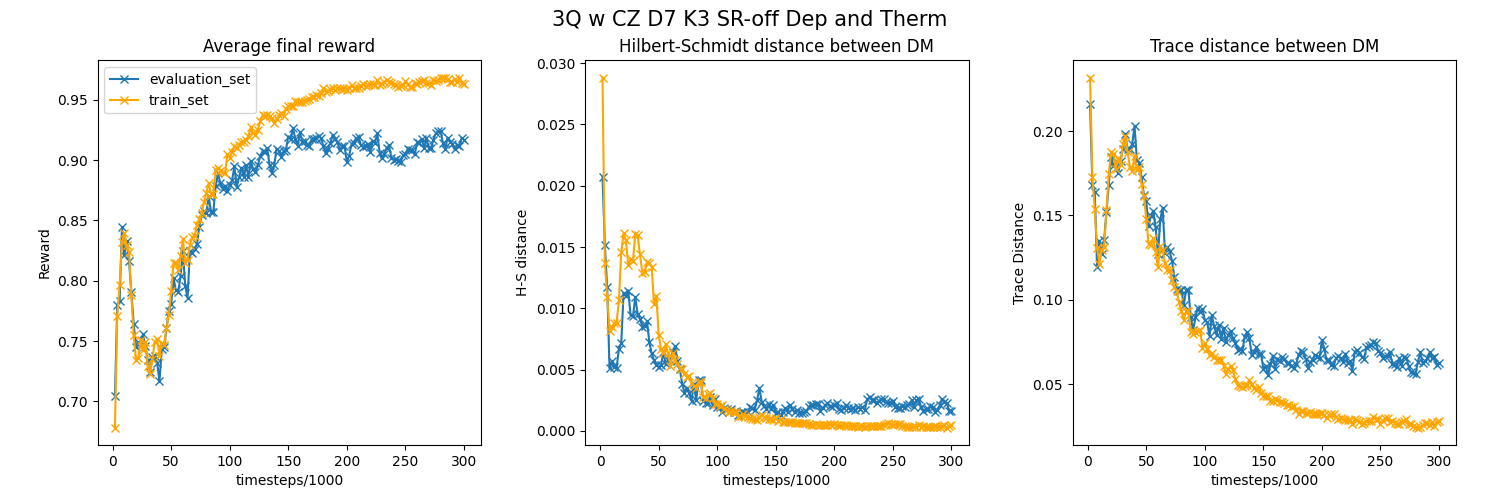 3Q w CZ D7 K3 SR-off Dep and Therm
Average final reward
evaluation_set
train_set
Reward
0.95
0.90
0.85
0.80
0.75
0.70
0 50 100 150 200 250 300
timesteps/1000
Hilbert-Schmidt distance between DM
H-S distance
0.030
0.025
0.020
0.015
0.010
0.005
0.000
0 50 100 150 200 250 300
timesteps/1000
Trace distance between DM
Trace Distance
0.20
0.15
0.10
0.05
0 50 100 150 200 250 300
timesteps/1000